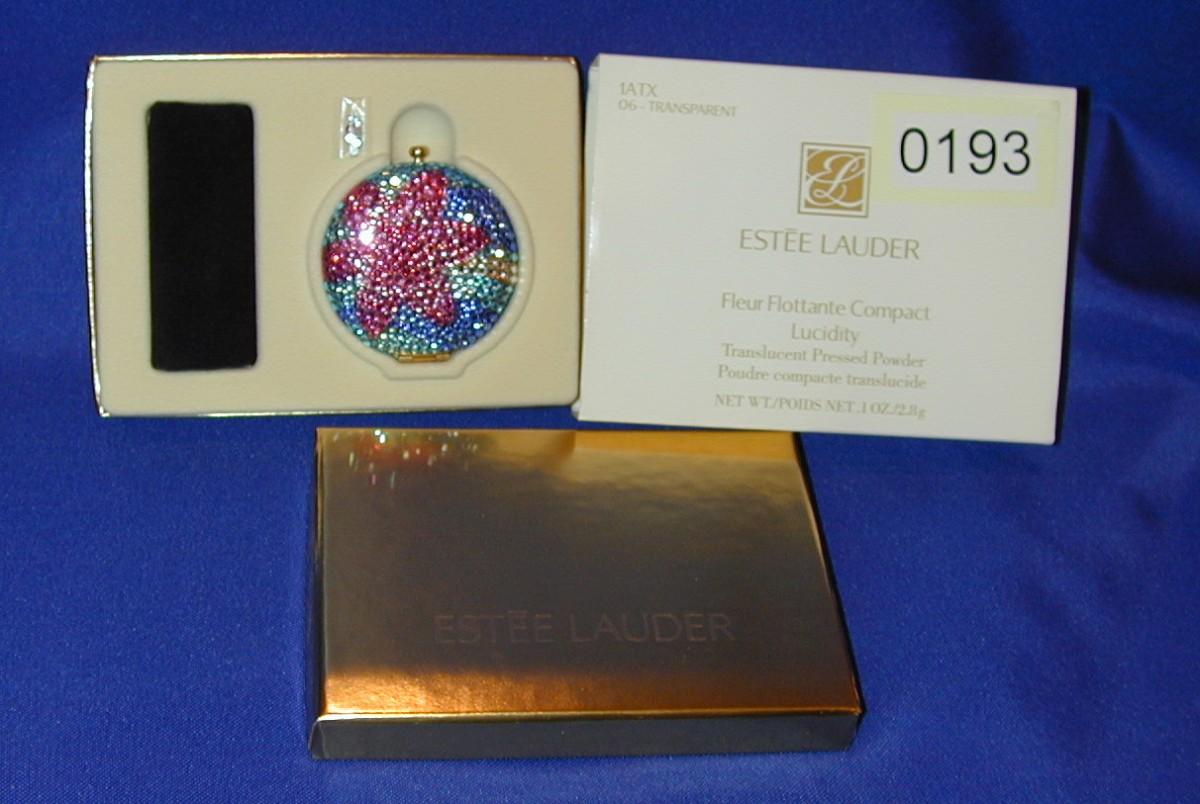 1ATX
06 - TRANSPARENT
0193
ESTĒE LAUDER
Fleur Flottante Compact
Lucidity
Translucent Pressed Powder
Poudre compacte translucide
NET WT./POIDS NET .1 OZ./2.8g
ESTĒE LAUDER